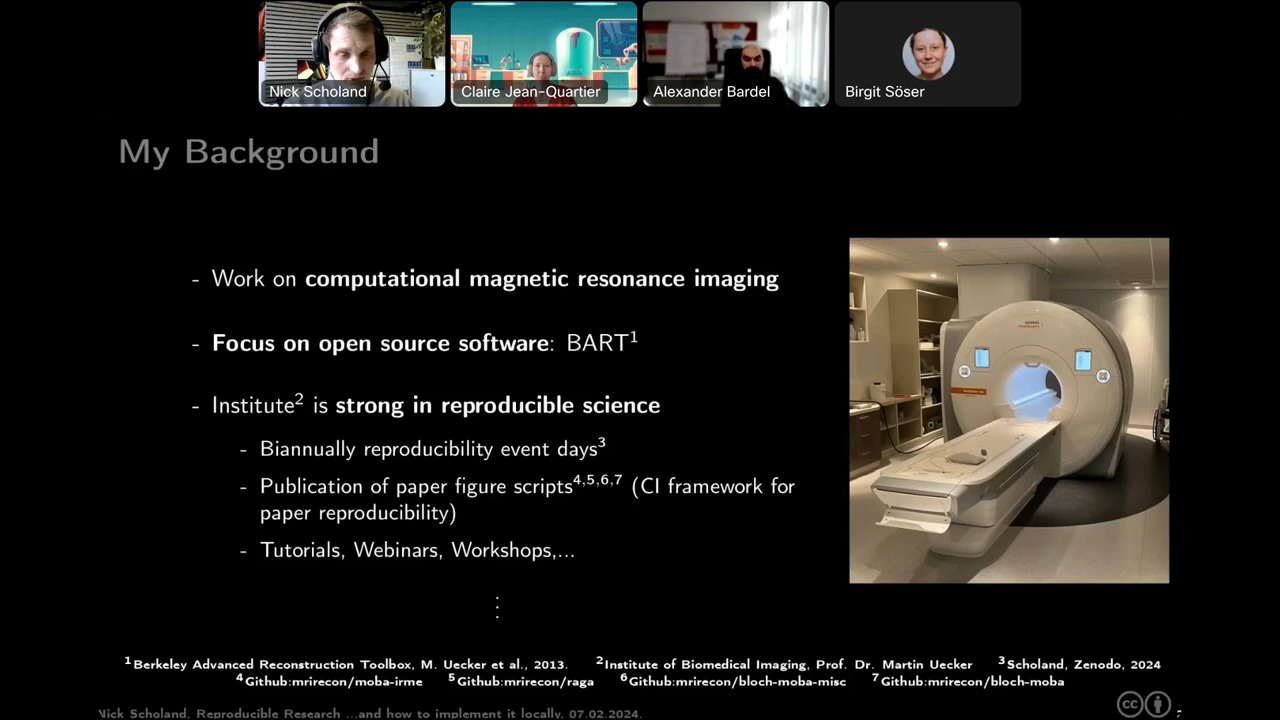 Nick Scholand
Claire Jean-Quartier
Alexander Bardel
Birgit Söser
My Background
- Work on computational magnetic resonance imaging
- Focus on open source software: BART¹
- Institute² is strong in reproducible science
- Biannually reproducibility event days³
- Publication of paper figure scripts⁴,⁵,⁶,⁷ (CI framework for
paper reproducibility)
- Tutorials, Webinars, Workshops,...
⋮
¹Berkeley Advanced Reconstruction Toolbox, M. Uecker et al., 2013. ²Institute of Biomedical Imaging, Prof. Dr. Martin Uecker ³Scholand, Zenodo, 2024
⁴Github:mrirecon/moba-irme ⁵Github:mrirecon/raga ⁶Github:mrirecon/bloch-moba-misc ⁷Github:mrirecon/bloch-moba
Nick Scholand, Reproducible Research ...and how to implement it locally, 07.02.2024.
cc